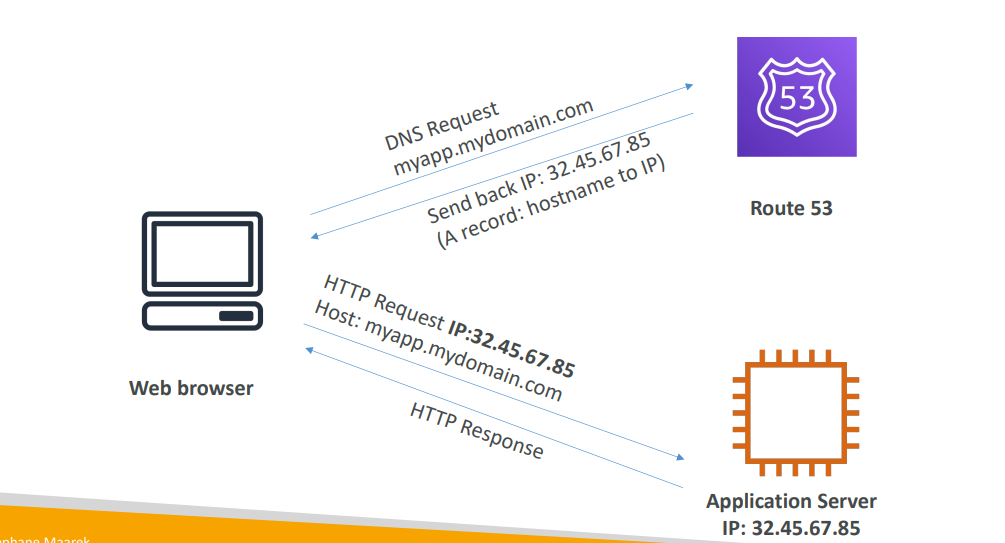 53
DNS Request
myapp.mydomain.com
Send back IP: 32.45.67.85
(A record: hostname to IP)
Route 53
HTTP Request IP:32.45.67.85
Host: myapp.mydomain.com
Web browser
HTTP Response
Application Server
IP: 32.45.67.85
Maarek